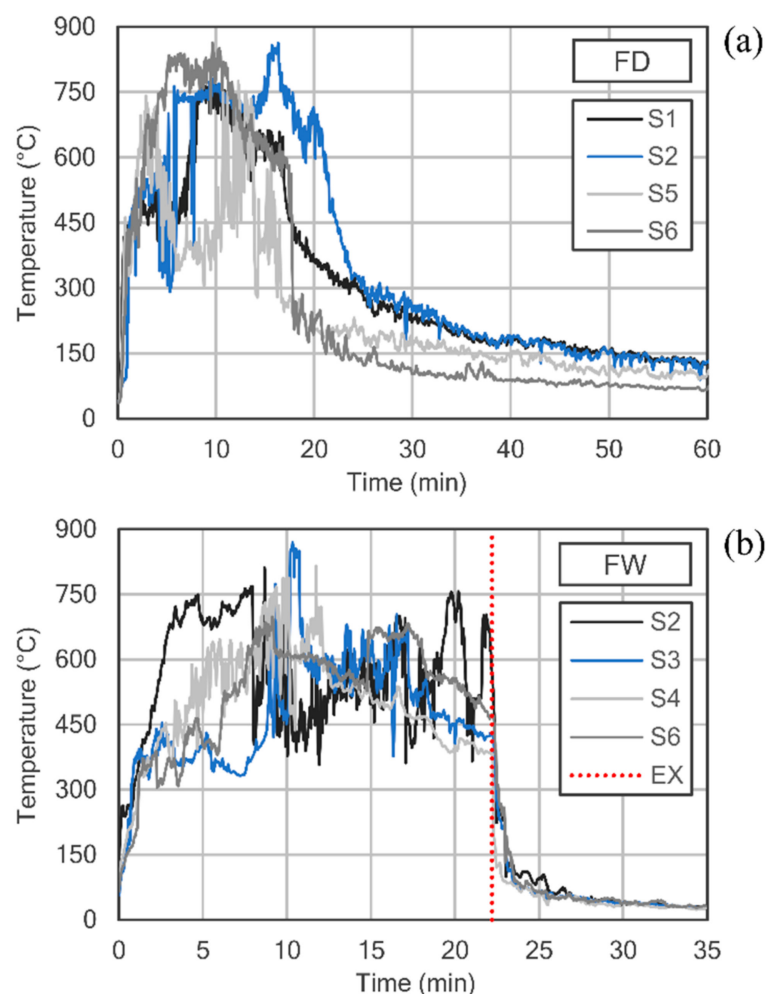 (a)
900
750
600
450
300
150
0
Temperature (°C)
FD
S1
S2
S5
S6
0 10 20 30 40 50 60
Time (min)
(b)
900
750
600
450
300
150
0
Temperature (°C)
FW
S2
S3
S4
S6
EX
0 5 10 15 20 25 30 35
Time (min)